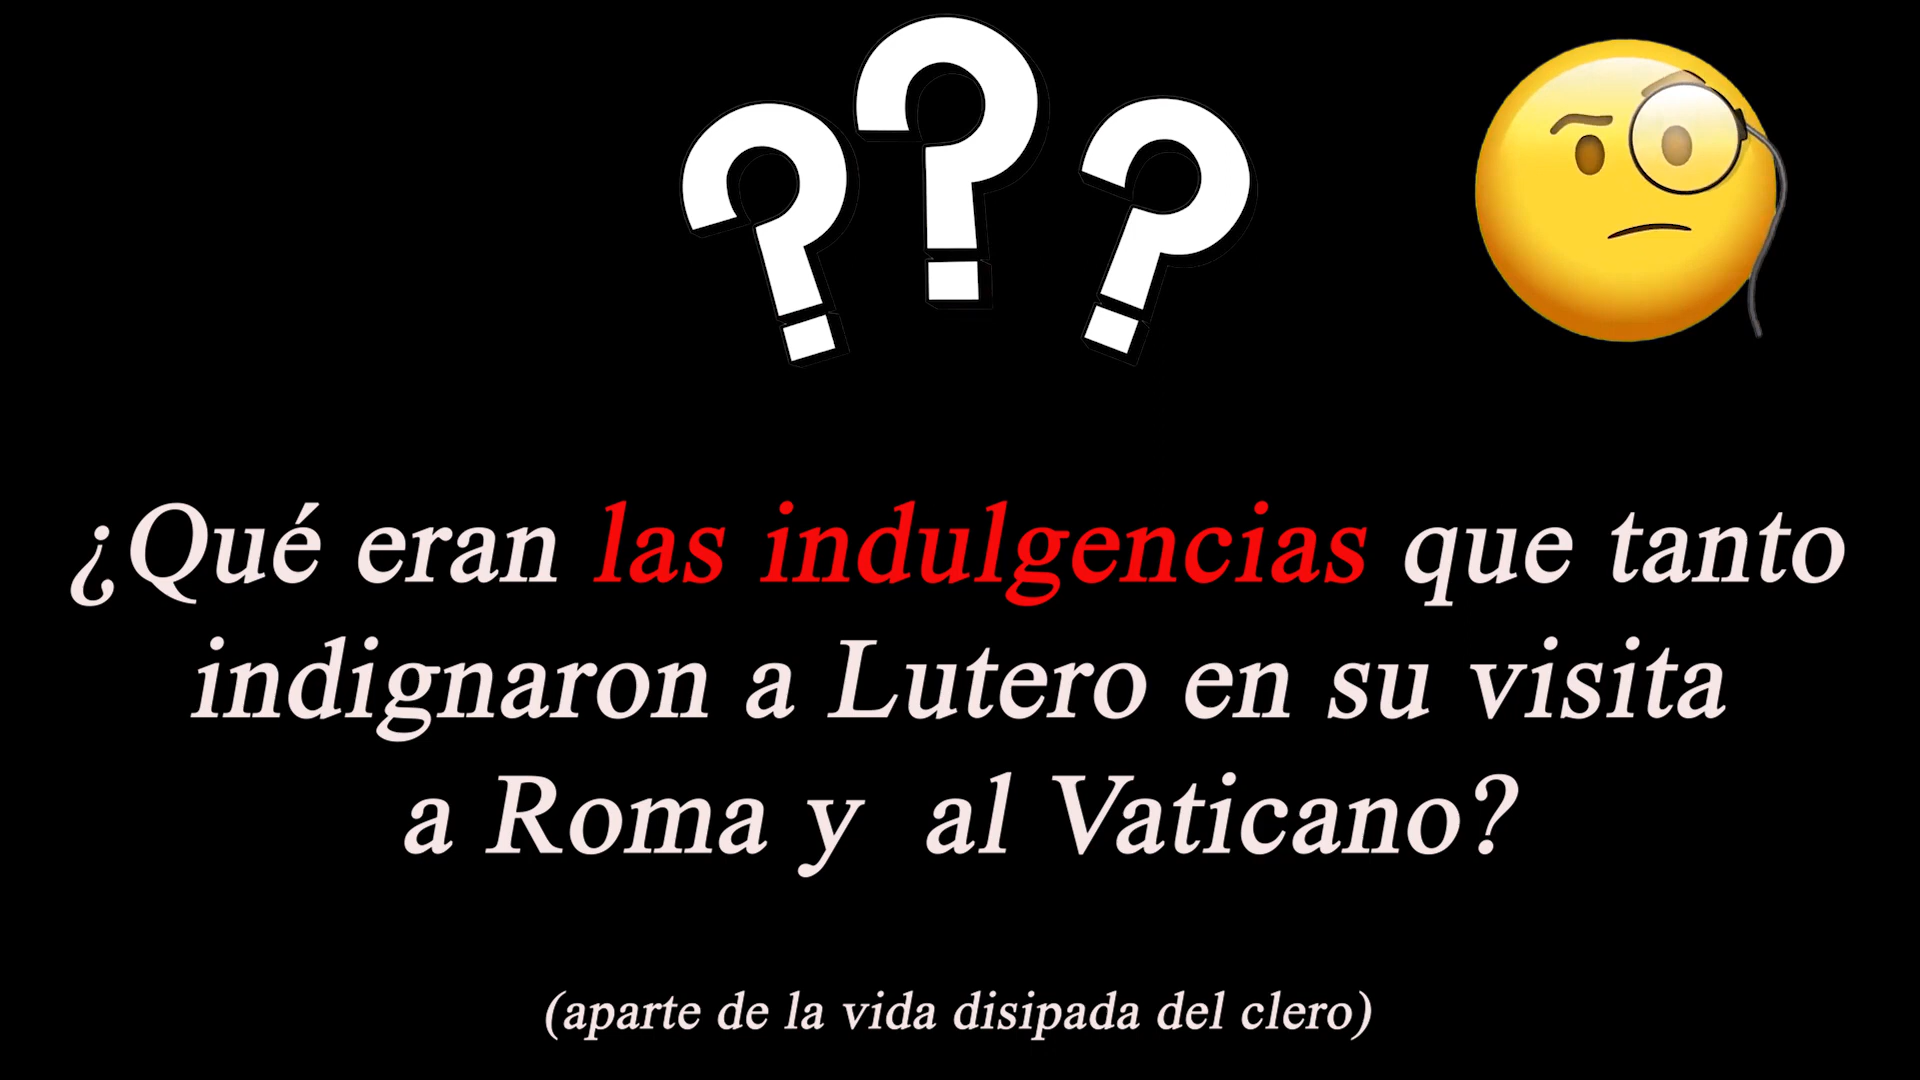 ???
¿Qué eran las indulgencias que tanto
indignaron a Lutero en su visita
a Roma y al Vaticano?
(aparte de la vida disipada del clero)